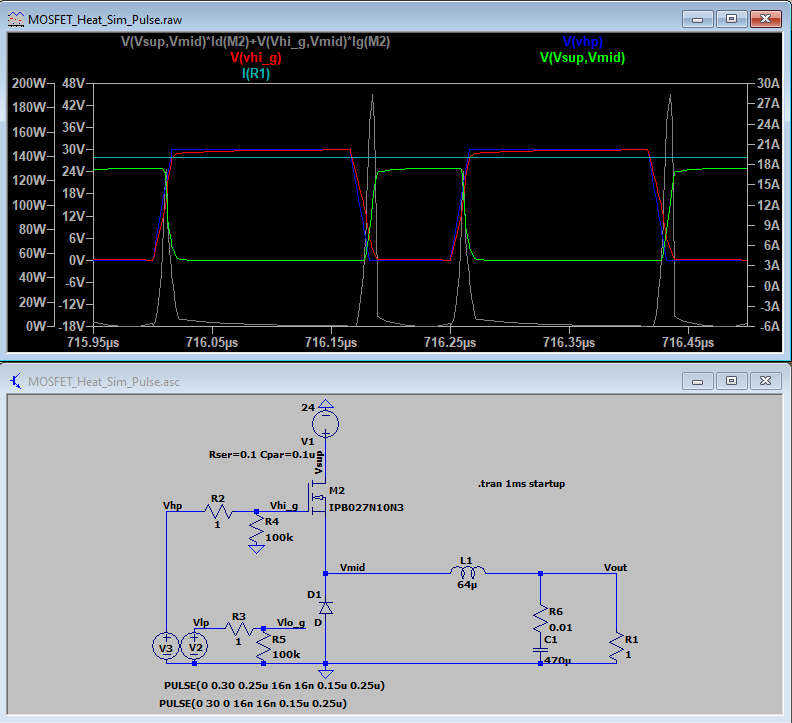 MOSFET_Heat_Sim_Pulse.raw
V(Vsup,Vmid)*Id(M2)+V(Vhi_g,Vmid)*Ig(M2) V(vhp)
V(vhi_g) V(Vsup,Vmid)
I(R1)
200W 48V 30A
180W 42V 27A
160W 36V 24A
140W 30V 21A
120W 24V 18A
100W 18V 15A
80W 12V 12A
60W 6V 9A
40W 0V 6A
20W -6V 3A
0W -12V 0A
-18V -3A
-6A
715.95µs 716.05µs 716.15µs 716.25µs 716.35µs 716.45µs
MOSFET_Heat_Sim_Pulse.asc
24
V1
Rser=0.1 Cpar=0.1u
Vsup
.tran 1ms startup
M2
IPB027N10N3
Vhp R2 Vhi_g
1
R4
100k
Vmid L1 Vout
64µ
D1
D
Vlp R3 Vlo_g
1
R6
0.01
C1
470µ
R1
1
V3 V2
R5
100k
PULSE(0 0.30 0.25u 16n 16n 0.15u 0.25u)
PULSE(0 30 0 16n 16n 0.15u 0.25u)